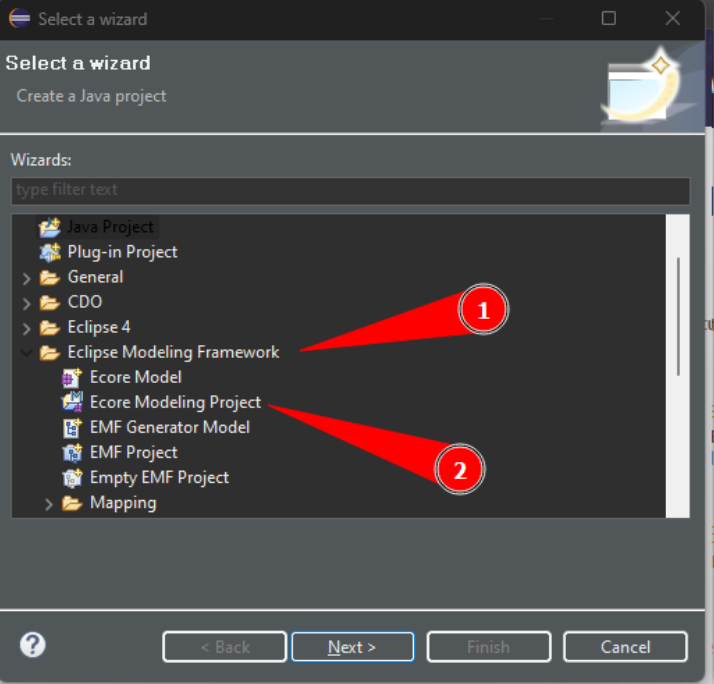 Select a wizard
Select a wizard
Create a Java project
Wizards:
type filter text
Java Project
Plug-in Project
General
CDO
1
Eclipse 4
Eclipse Modeling Framework
Ecore Model
Ecore Modeling Project
EMF Generator Model
EMF Project
2
Empty EMF Project
Mapping
?
< Back
Next >
Finish
Cancel